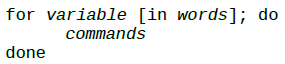 for variable [in words]; do
commands
done